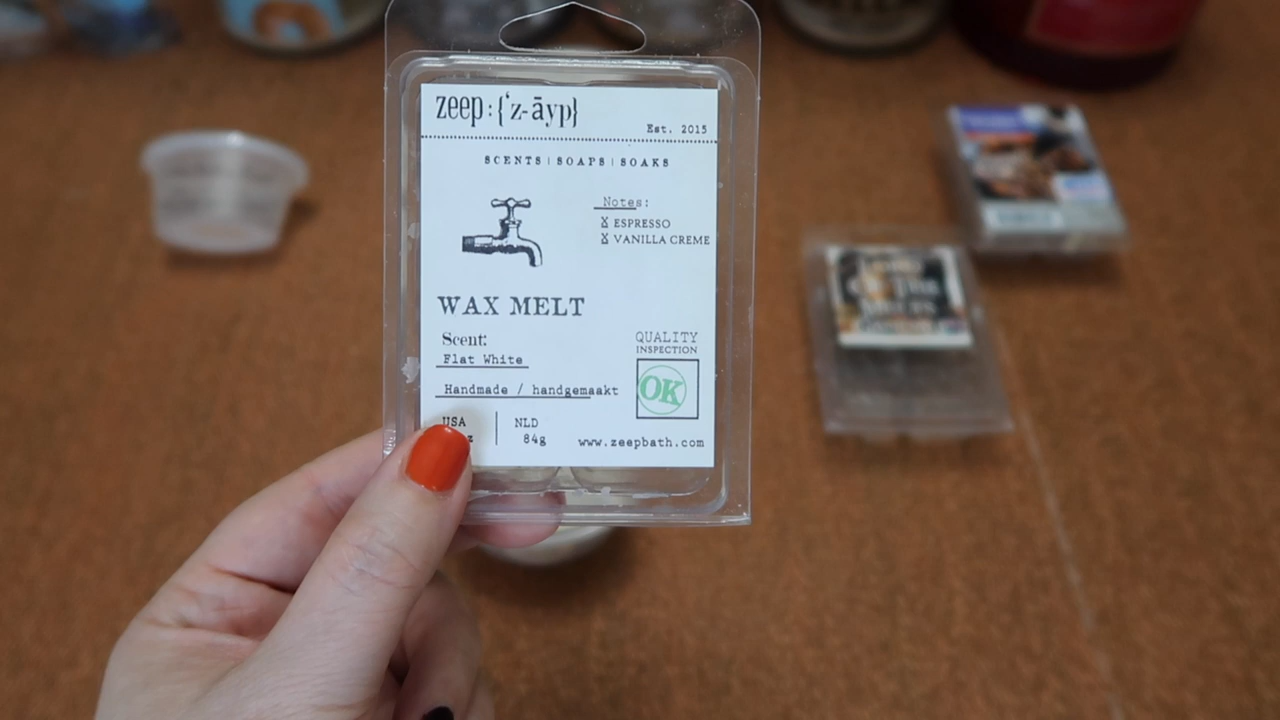 zeep:{'z-āyp}
Est. 2015
SCENTS | SOAPS | SOAKS
Notes:
X ESPRESSO
X VANILLA CREME
WAX MELT
Scent:
Flat White
Handmade / handgemaakt
QUALITY
INSPECTION
OK
USA
NLD
84g
www.zeepbath.com